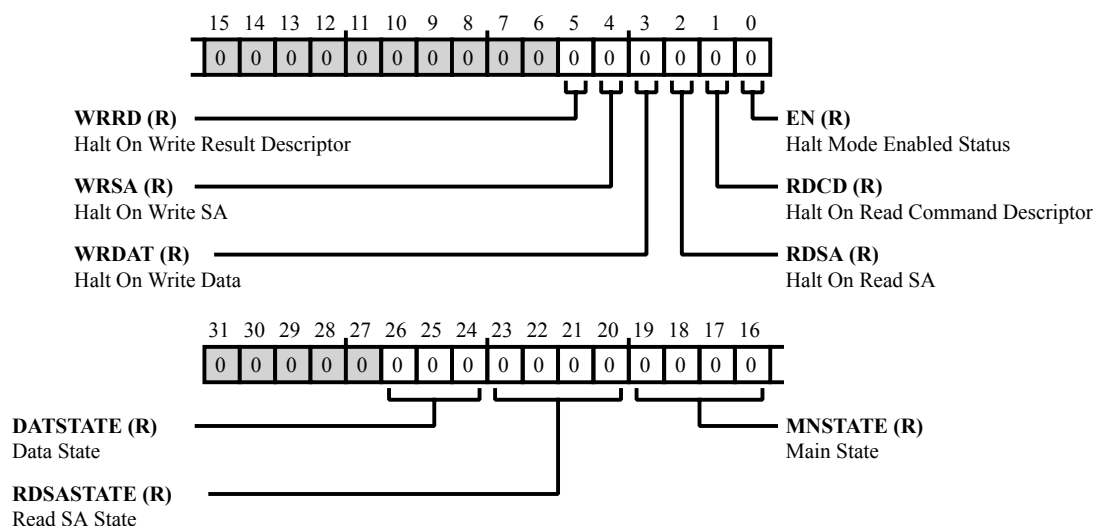 15 14 13 12 11 10 9 8 7 6 5 4 3 2 1 0
0 0 0 0 0 0 0 0 0 0 0 0 0 0 0 0
WRRD (R)
Halt On Write Result Descriptor
EN (R)
Halt Mode Enabled Status
WRSA (R)
Halt On Write SA
RDCD (R)
Halt On Read Command Descriptor
WRDAT (R)
Halt On Write Data
RDSA (R)
Halt On Read SA
31 30 29 28 27 26 25 24 23 22 21 20 19 18 17 16
0 0 0 0 0 0 0 0 0 0 0 0 0 0 0 0
DATSTATE (R)
Data State
MNSTATE (R)
Main State
RDSASTATE (R)
Read SA State